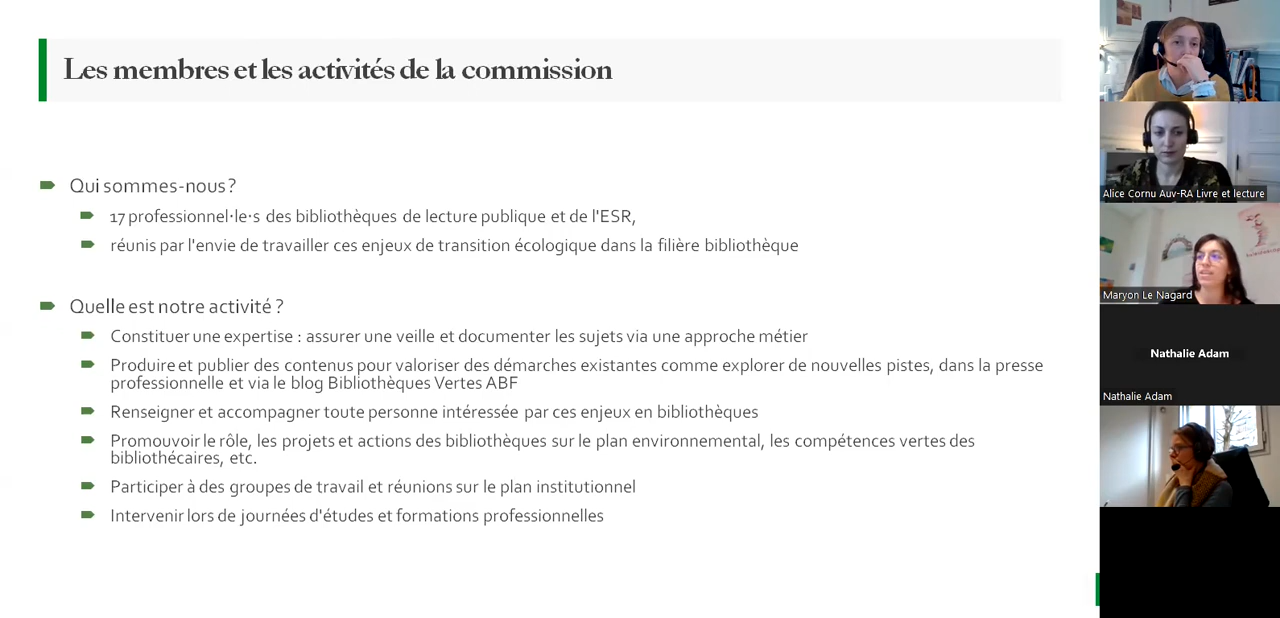 Les membres et les activités de la commission
Qui sommes-nous ?
17 professionnel·le·s des bibliothèques de lecture publique et de l'ESR,
réunis par l'envie de travailler ces enjeux de transition écologique dans la filière bibliothèque
Quelle est notre activité ?
Constituer une expertise : assurer une veille et documenter les sujets via une approche métier
Produire et publier des contenus pour valoriser des démarches existantes comme explorer de nouvelles pistes, dans la presse
professionnelle et via le blog Bibliothèques Vertes ABF
Renseigner et accompagner toute personne intéressée par ces enjeux en bibliothèques
Promouvoir le rôle, les projets et actions des bibliothèques sur le plan environnemental, les compétences vertes des
bibliothécaires, etc.
Participer à des groupes de travail et réunions sur le plan institutionnel
Intervenir lors de journées d'études et formations professionnelles
Alice Cornu Auv-RA Livre et lecture
Maryon Le Nagard
Nathalie Adam
Nathalie Adam